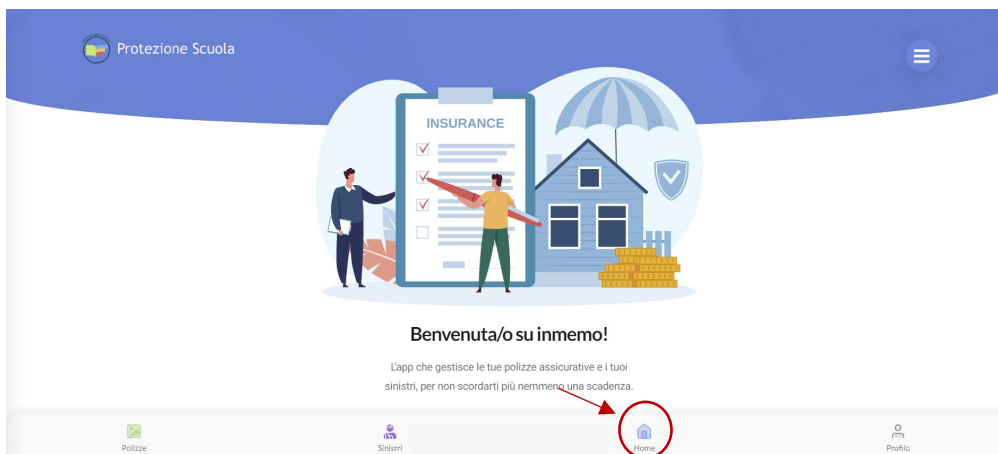 Protezione Scuola
INSURANCE
Benvenuta/o su inmemo!
L'app che gestisce le tue polizze assicurative e i tuoi
sinistri, per non scordarti più nemmeno una scadenza.
Polizze
Sinistri
Home
Profilo